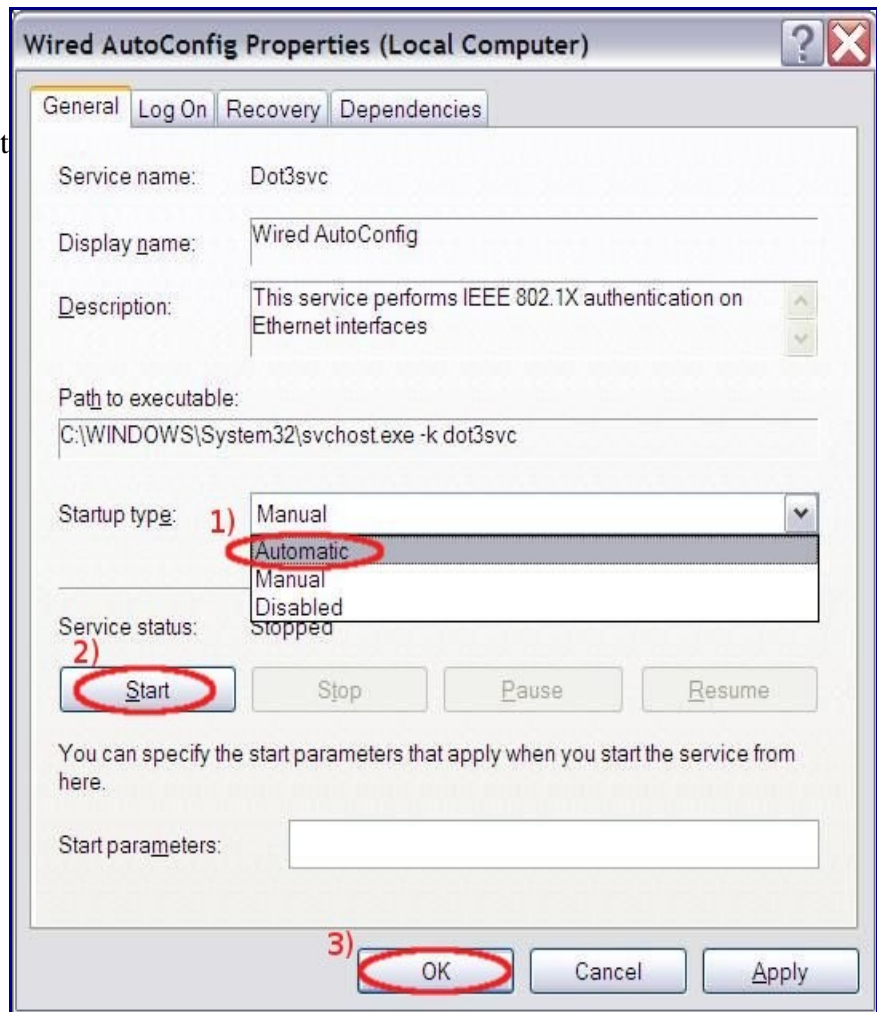 Wired AutoConfig Properties (Local Computer)
General Log On Recovery Dependencies
t
Service name: Dot3svc
Display name: Wired AutoConfig
Description: This service performs IEEE 802.1X authentication on
Ethernet interfaces
Path to executable:
C:\WINDOWS\System32\svchost.exe -k dot3svc
Startup type: 1) Manual
Automatic
Manual
Disabled
Service status: Stopped
2)
Start Stop Pause Resume
You can specify the start parameters that apply when you start the service from
here.
Start parameters:
3)
OK Cancel Apply